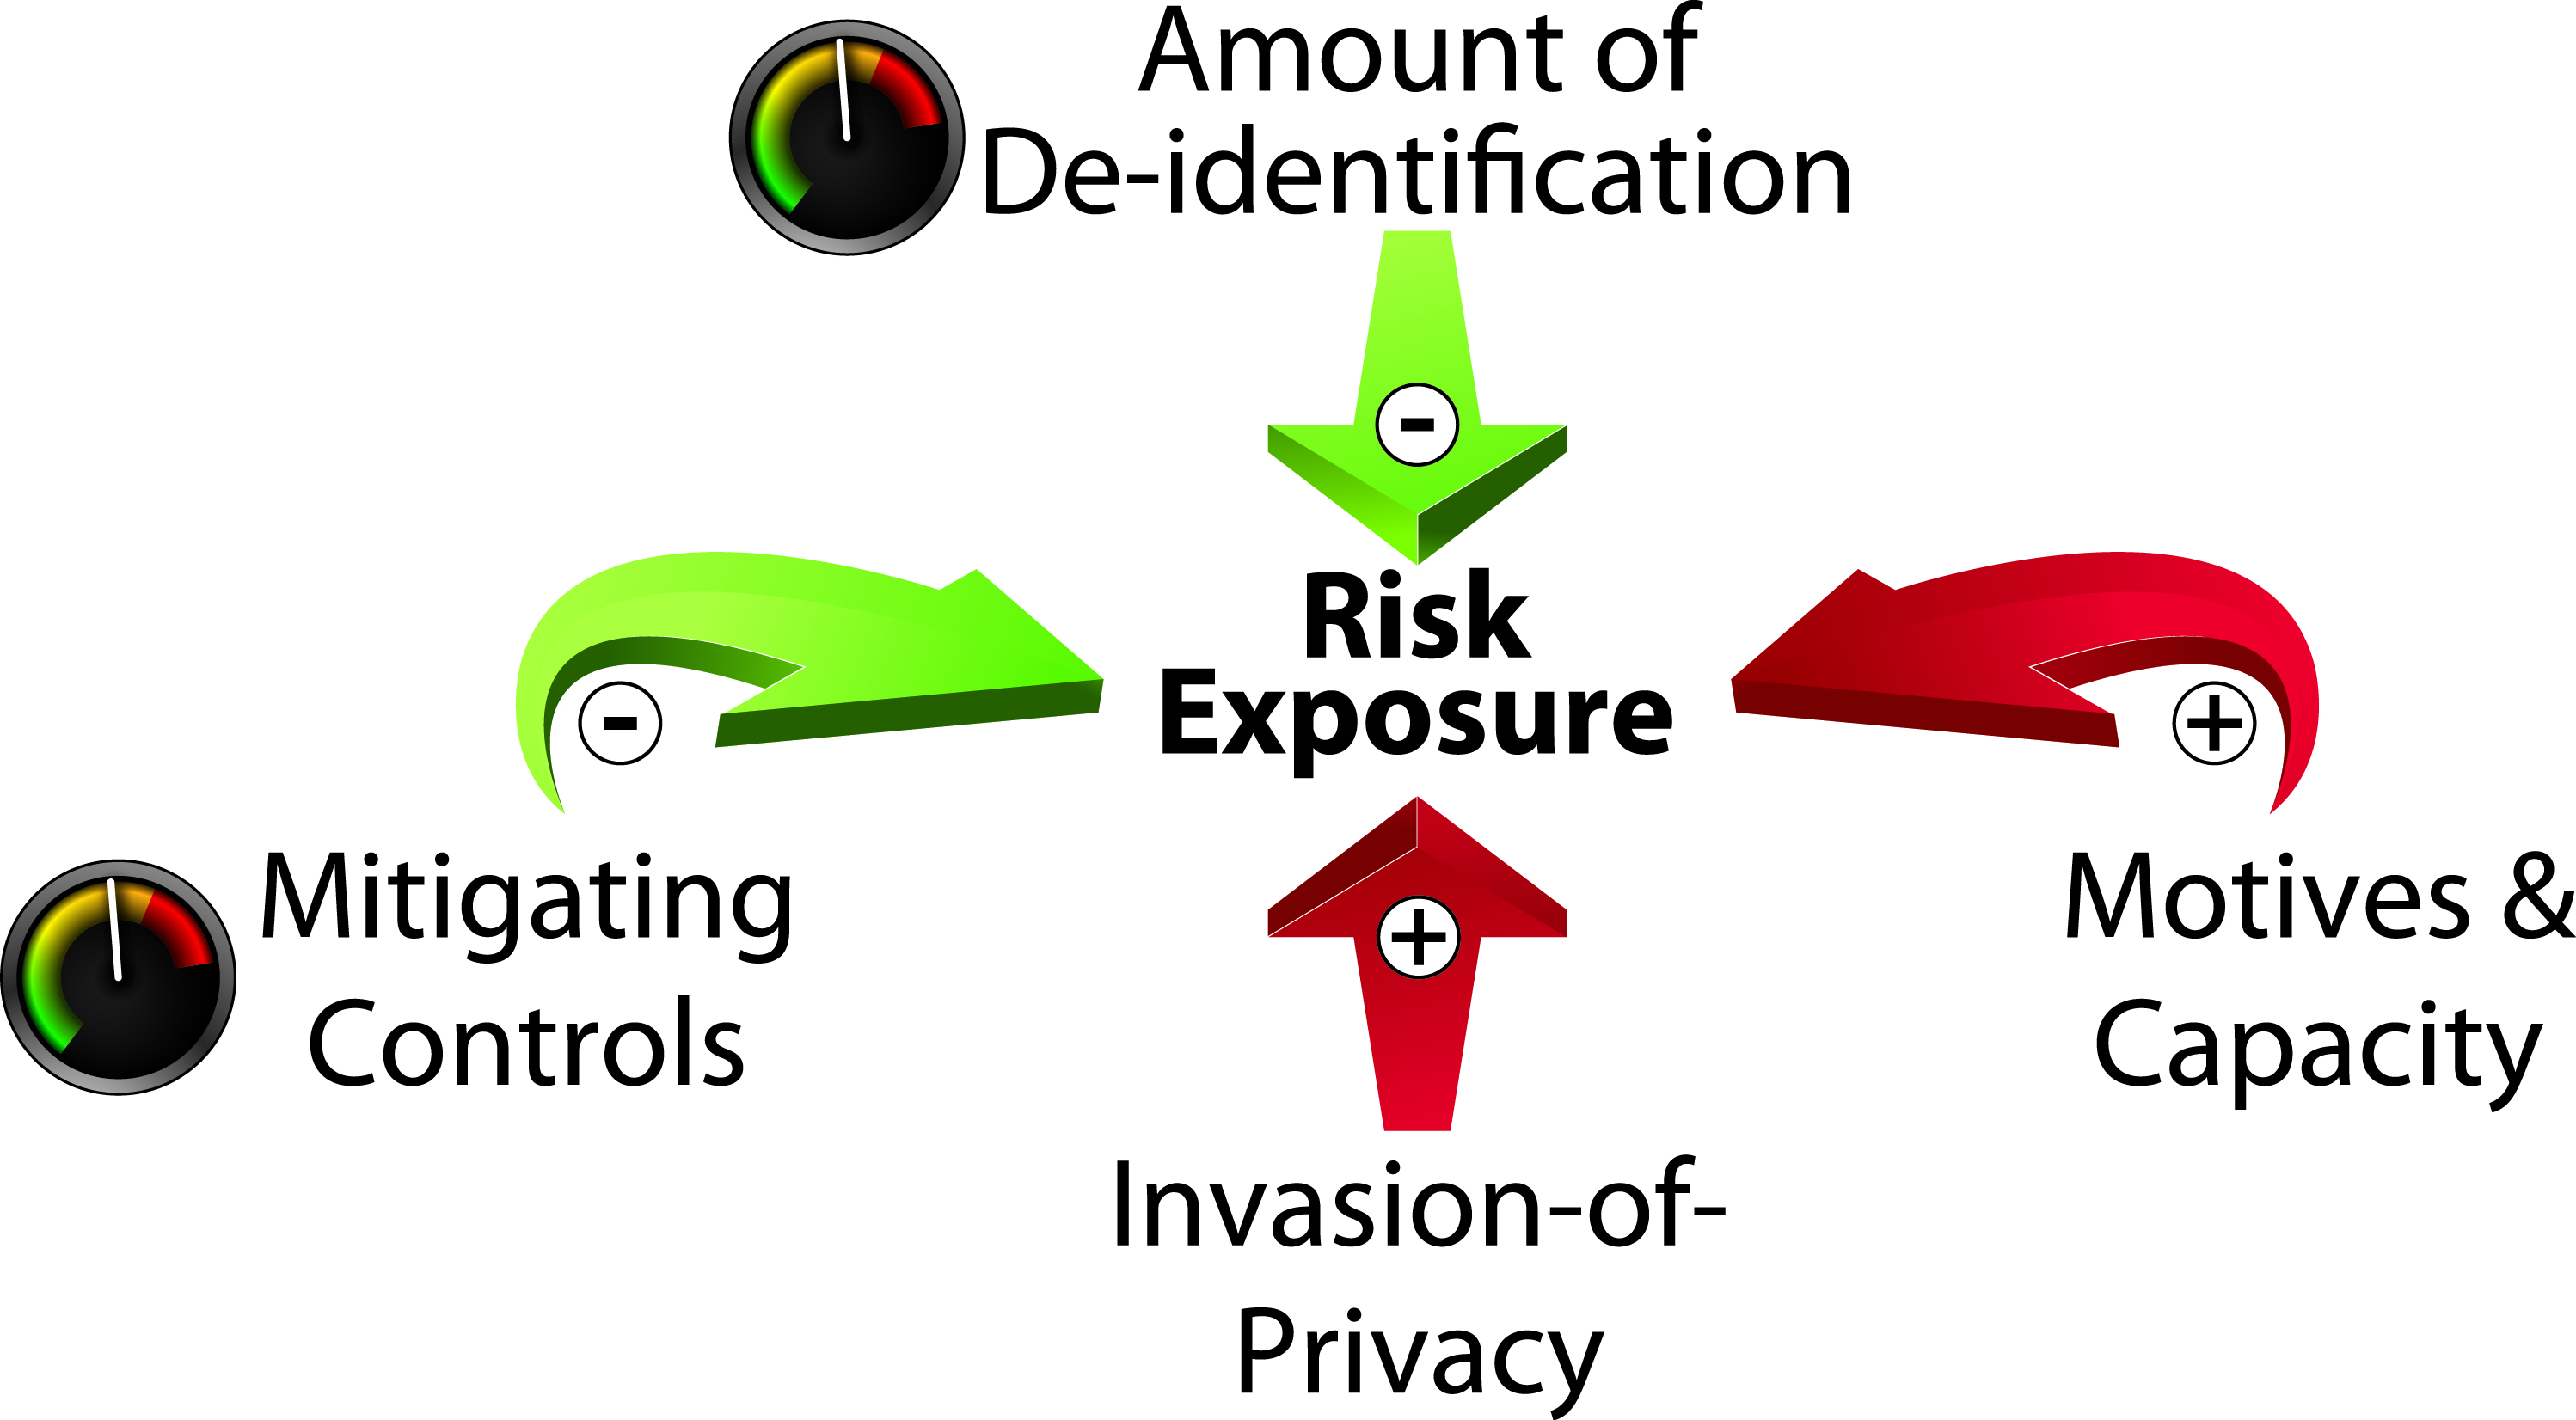 Amount of
De-identification
-
Risk
Exposure
-
+
Mitigating
Controls
+
Motives &
Capacity
Invasion-of-
Privacy